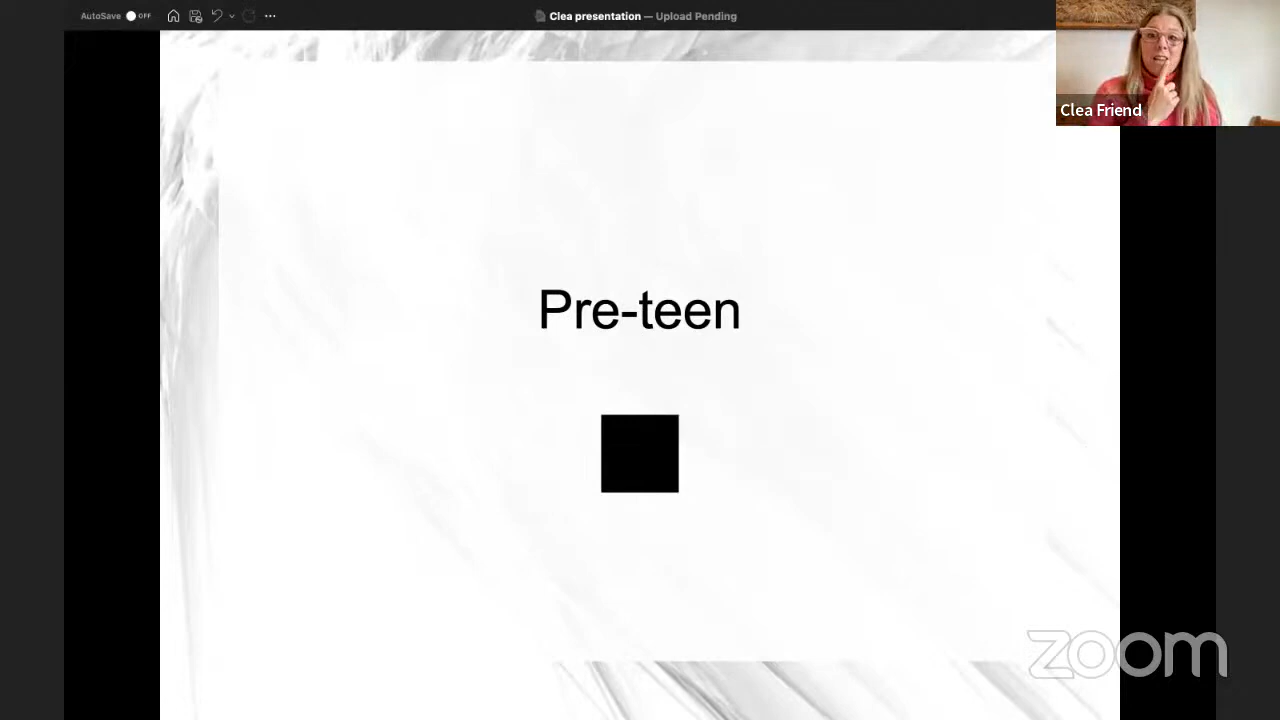 AutoSave OFF
Clea presentation — Upload Pending
Clea Friend
Pre-teen
zoom